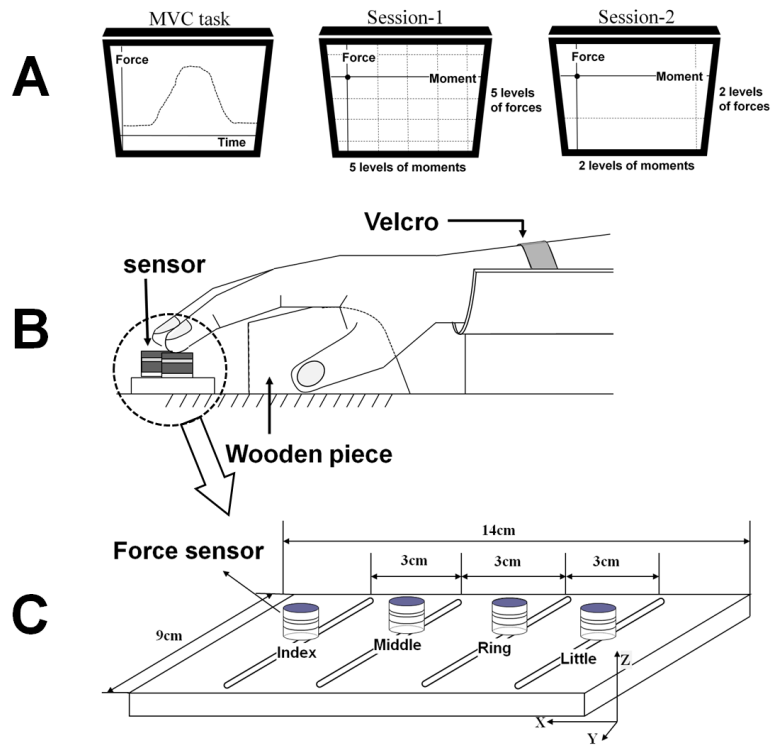 A
MVC task
Force
Time
Session-1
Force
Moment
5 levels
of forces
5 levels of moments
Session-2
Force
Moment
2 levels
of forces
2 levels of moments
B
Velcro
sensor
Wooden piece
C
Force sensor
14cm
3cm
3cm
3cm
9cm
Index
Middle
Ring
Little
Z
X
Y